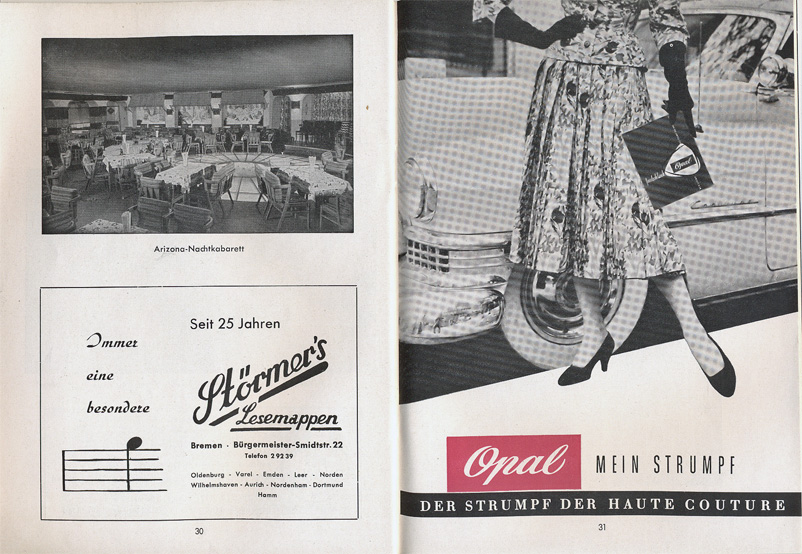 Arizona-Nachtkabarett
Immer
eine
besondere
Seit 25 Jahren
Störmer's
Lesemappen
Bremen · Bürgermeister-Smidtstr. 22
Telefon 29239
Oldenburg - Varel - Emden - Leer - Norden
Wilhelmshaven - Aurich - Nordenham - Dortmund
Hamm
30
Opal
Opal MEIN STRUMPF
DER STRUMPF DER HAUTE COUTURE
31